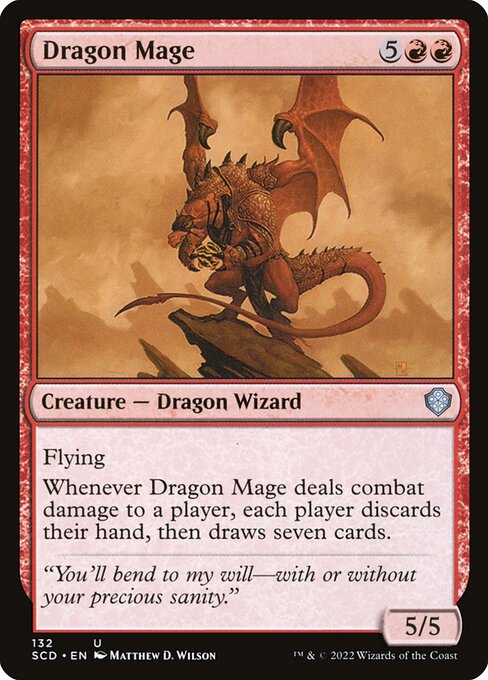 Dragon Mage 5
Creature — Dragon Wizard
Flying
Whenever Dragon Mage deals combat
damage to a player, each player discards
their hand, then draws seven cards.
“You’ll bend to my will—with or without
your precious sanity.”
5/5
132 U
SCD • EN Matthew D. Wilson ™ & © 2022 Wizards of the Coast